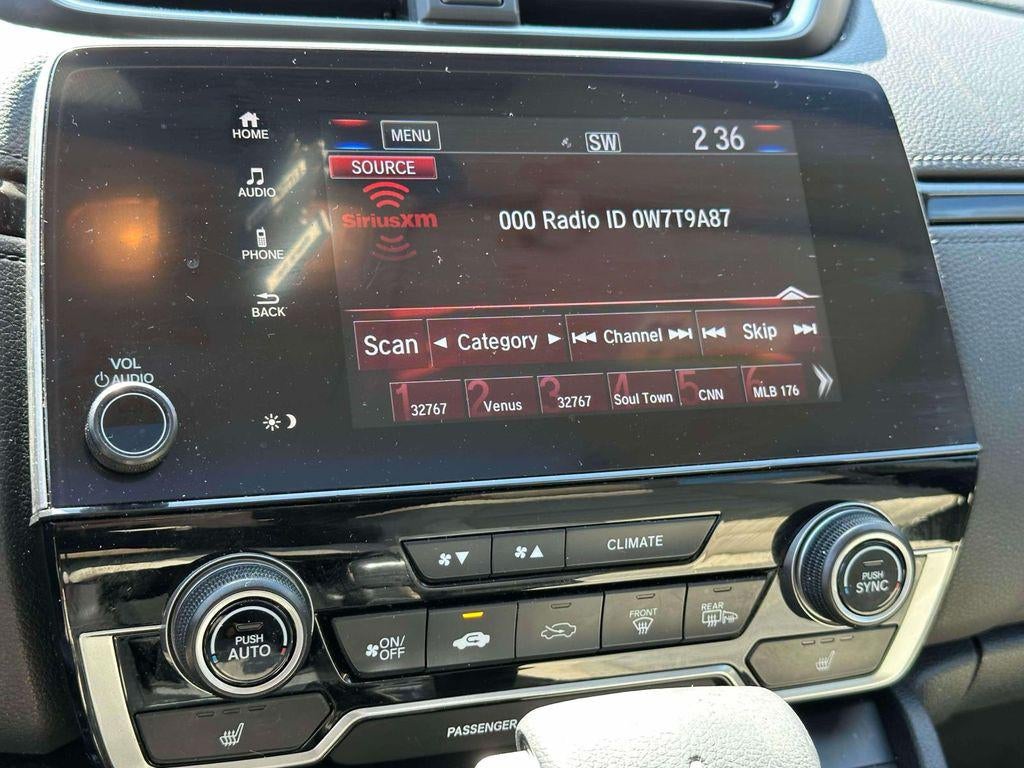 HOME
AUDIO
PHONE
BACK
VOL
AUDIO
MENU
SW
2 36
SOURCE
SiriusXM
000 Radio ID 0W7T9A87
Scan
Category
Channel
Skip
1 32767
2 Venus
3 32767
4 Soul Town
5 CNN
6 MLB 176
CLIMATE
PUSH
AUTO
ON/
OFF
FRONT
REAR
PUSH
SYNC
PASSENGER